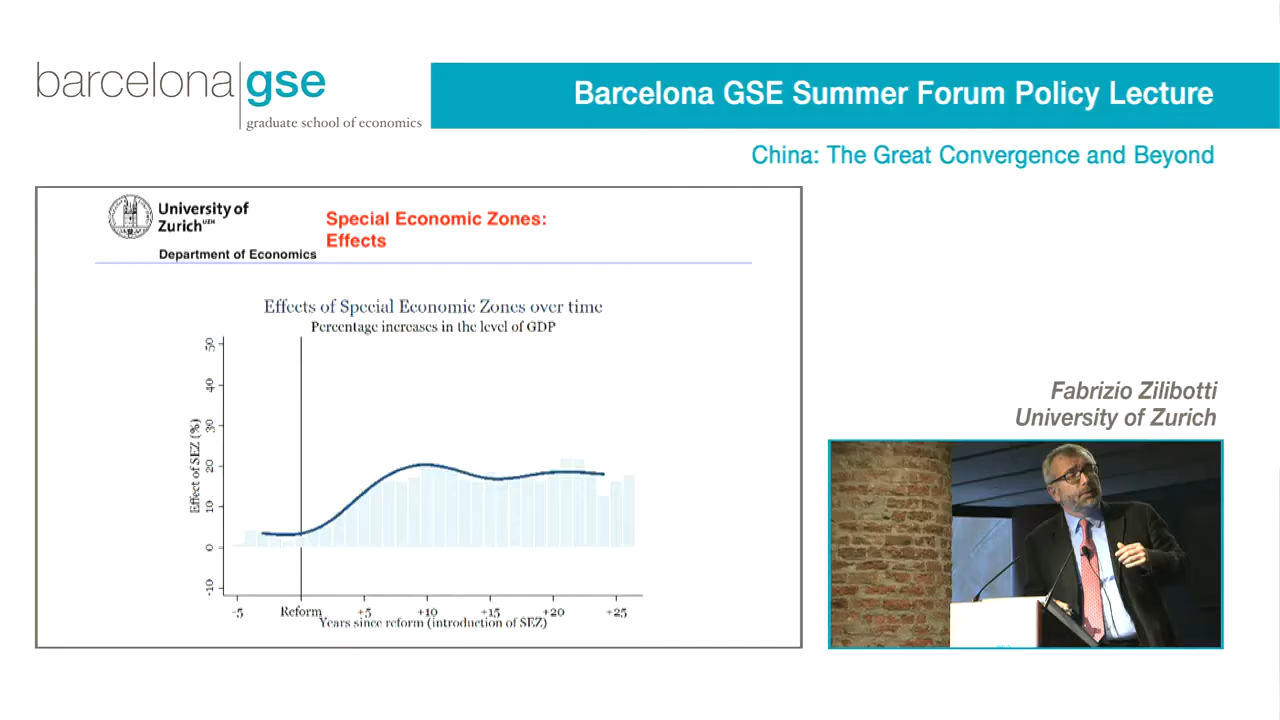 barcelona gse
graduate school of economics
Barcelona GSE Summer Forum Policy Lecture
China: The Great Convergence and Beyond
University of
Zurich UZH
Department of Economics
Special Economic Zones:
Effects
Effects of Special Economic Zones over time
Percentage increases in the level of GDP
Effect of SEZ (%)
50
40
30
20
10
0
-10
-5 Reform +5 +10 +15 +20 +25
Years since reform (introduction of SEZ)
Fabrizio Zilibotti
University of Zurich